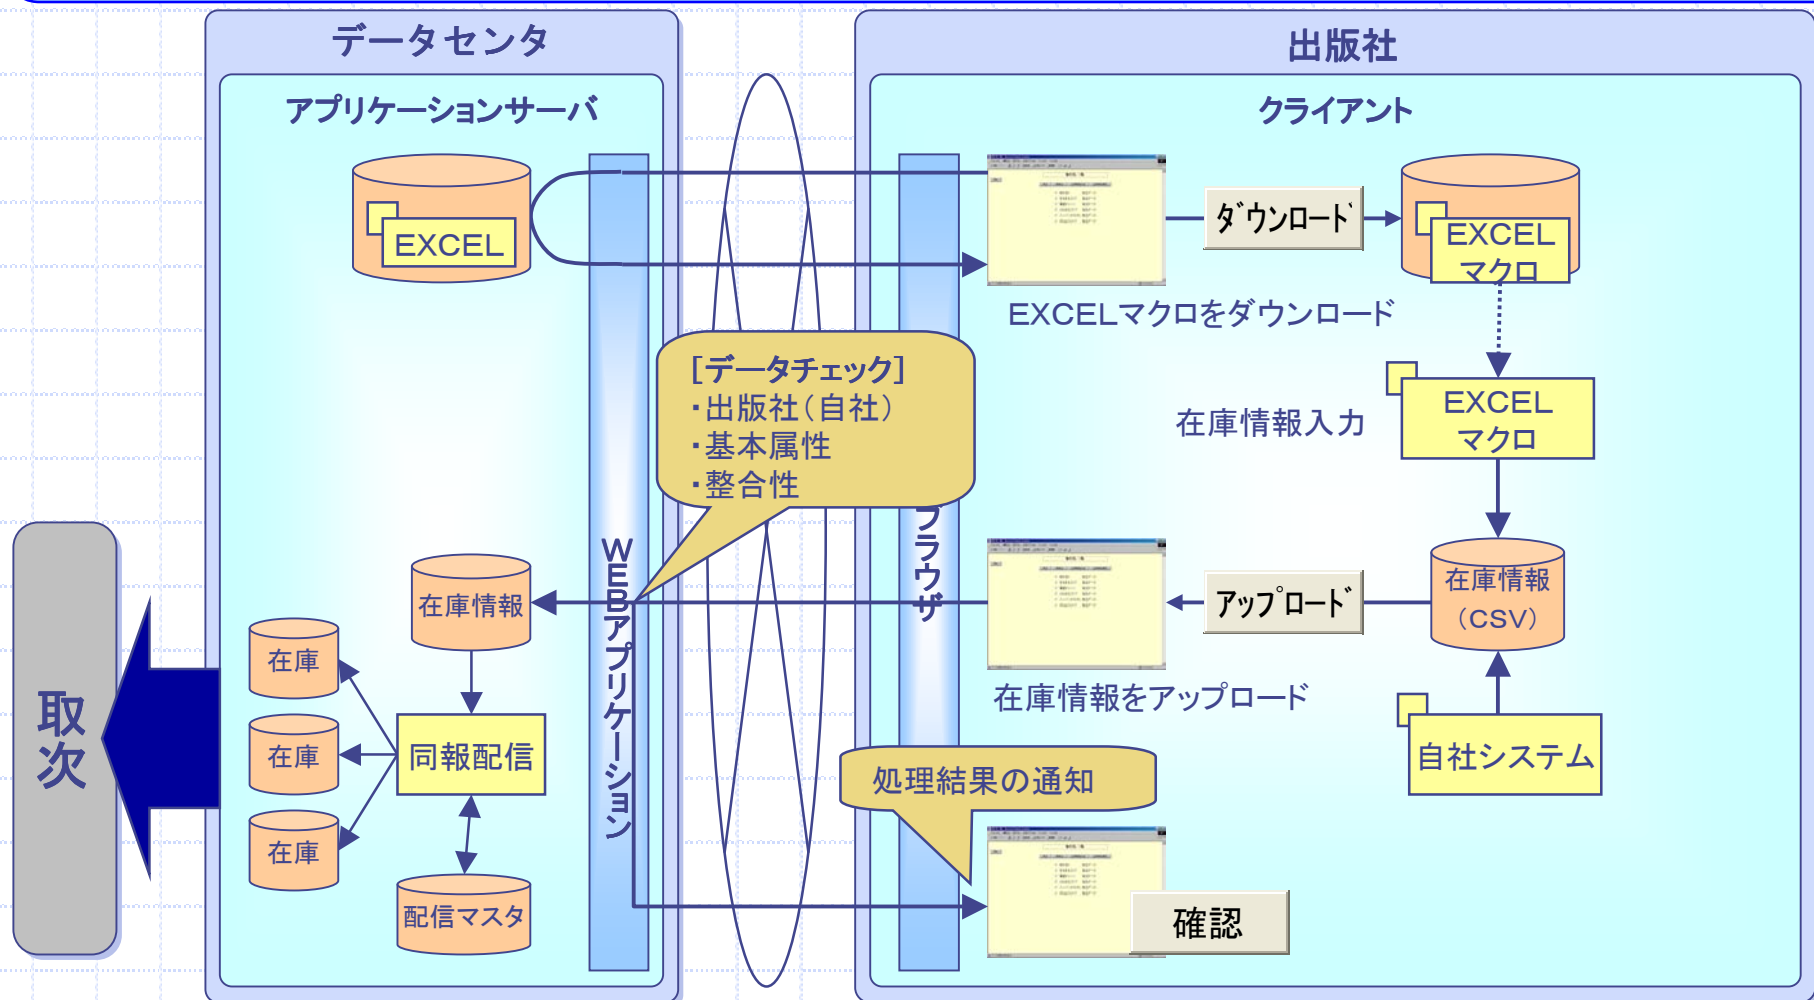 データセンタ
アプリケーションサーバ
EXCEL
WEBアプリケーション
出版社
クライアント
ダウンロード
EXCEL
マクロ
EXCELマクロをダウンロード
[データチェック]
・出版社(自社)
・基本属性
・整合性
在庫情報入力
EXCEL
マクロ
ブラウザ
在庫情報
アップロード
在庫情報
(CSV)
在庫情報をアップロード
在庫
在庫
在庫
同報配信
配信マスタ
取次
自社システム
処理結果の通知
確認